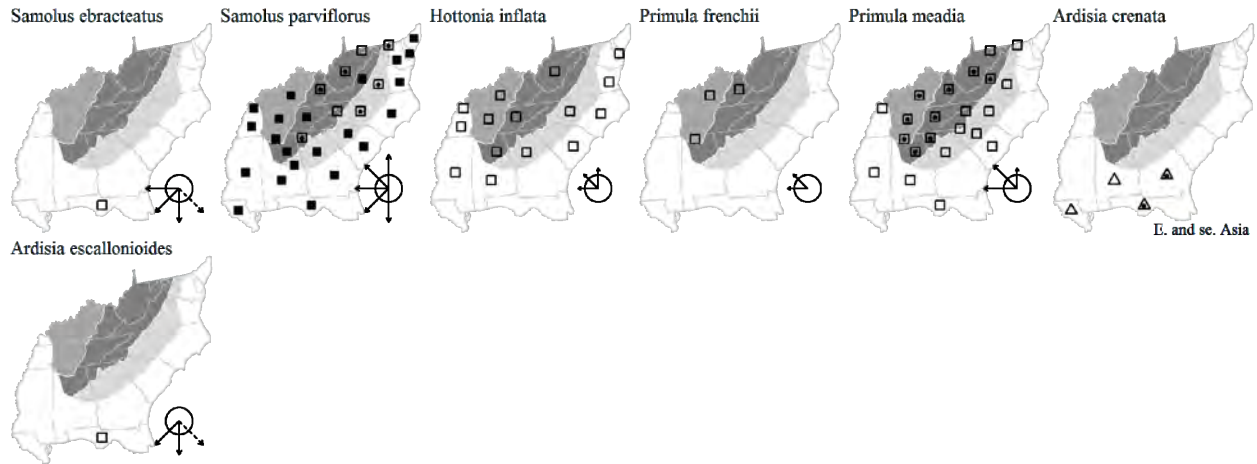 Samolus ebracteatus
Samolus parviflorus
Hottonia inflata
Primula frenchii
Primula meadia
Ardisia crenata
E. and se. Asia
Ardisia escallonioides